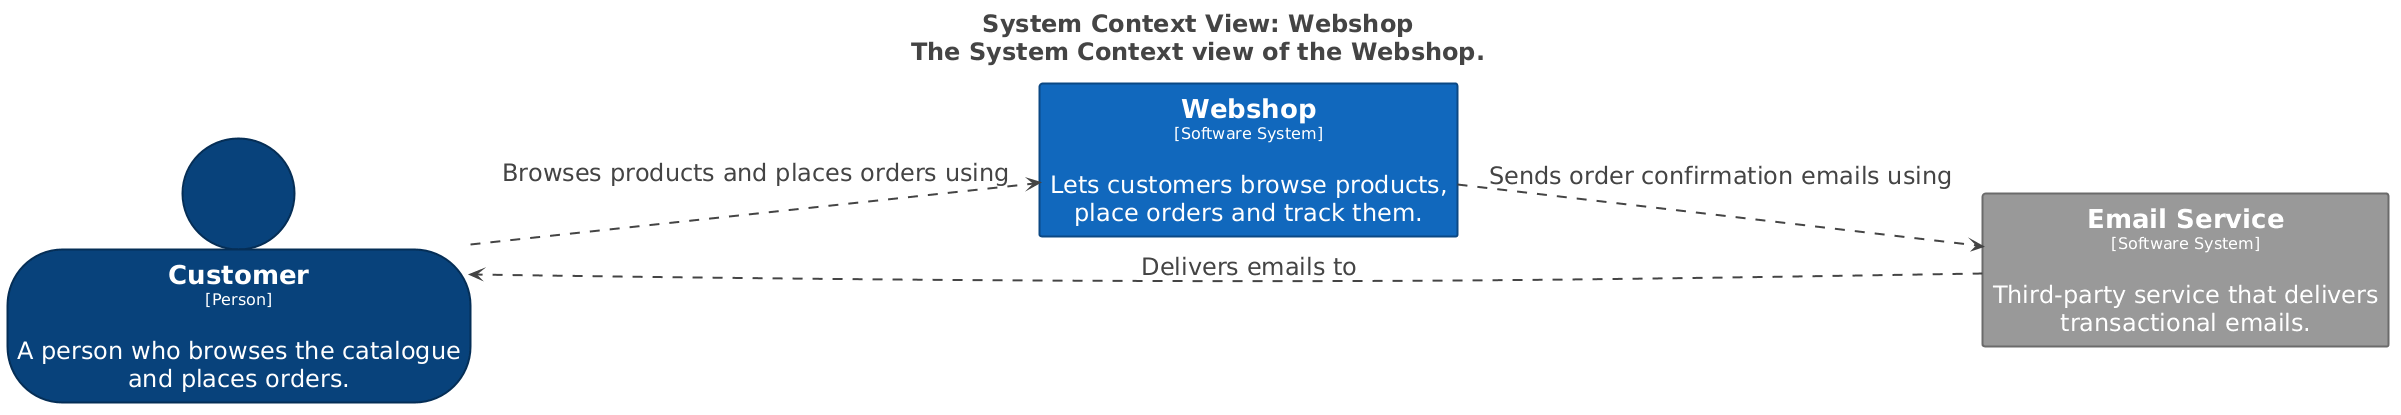 System Context View: Webshop
The System Context view of the Webshop.
Webshop
[Software System]
Lets customers browse products,
place orders and track them.
Browses products and places orders using
Sends order confirmation emails using
Email Service
[Software System]
Third-party service that delivers
transactional emails.
Delivers emails to
Customer
[Person]
A person who browses the catalogue
and places orders.